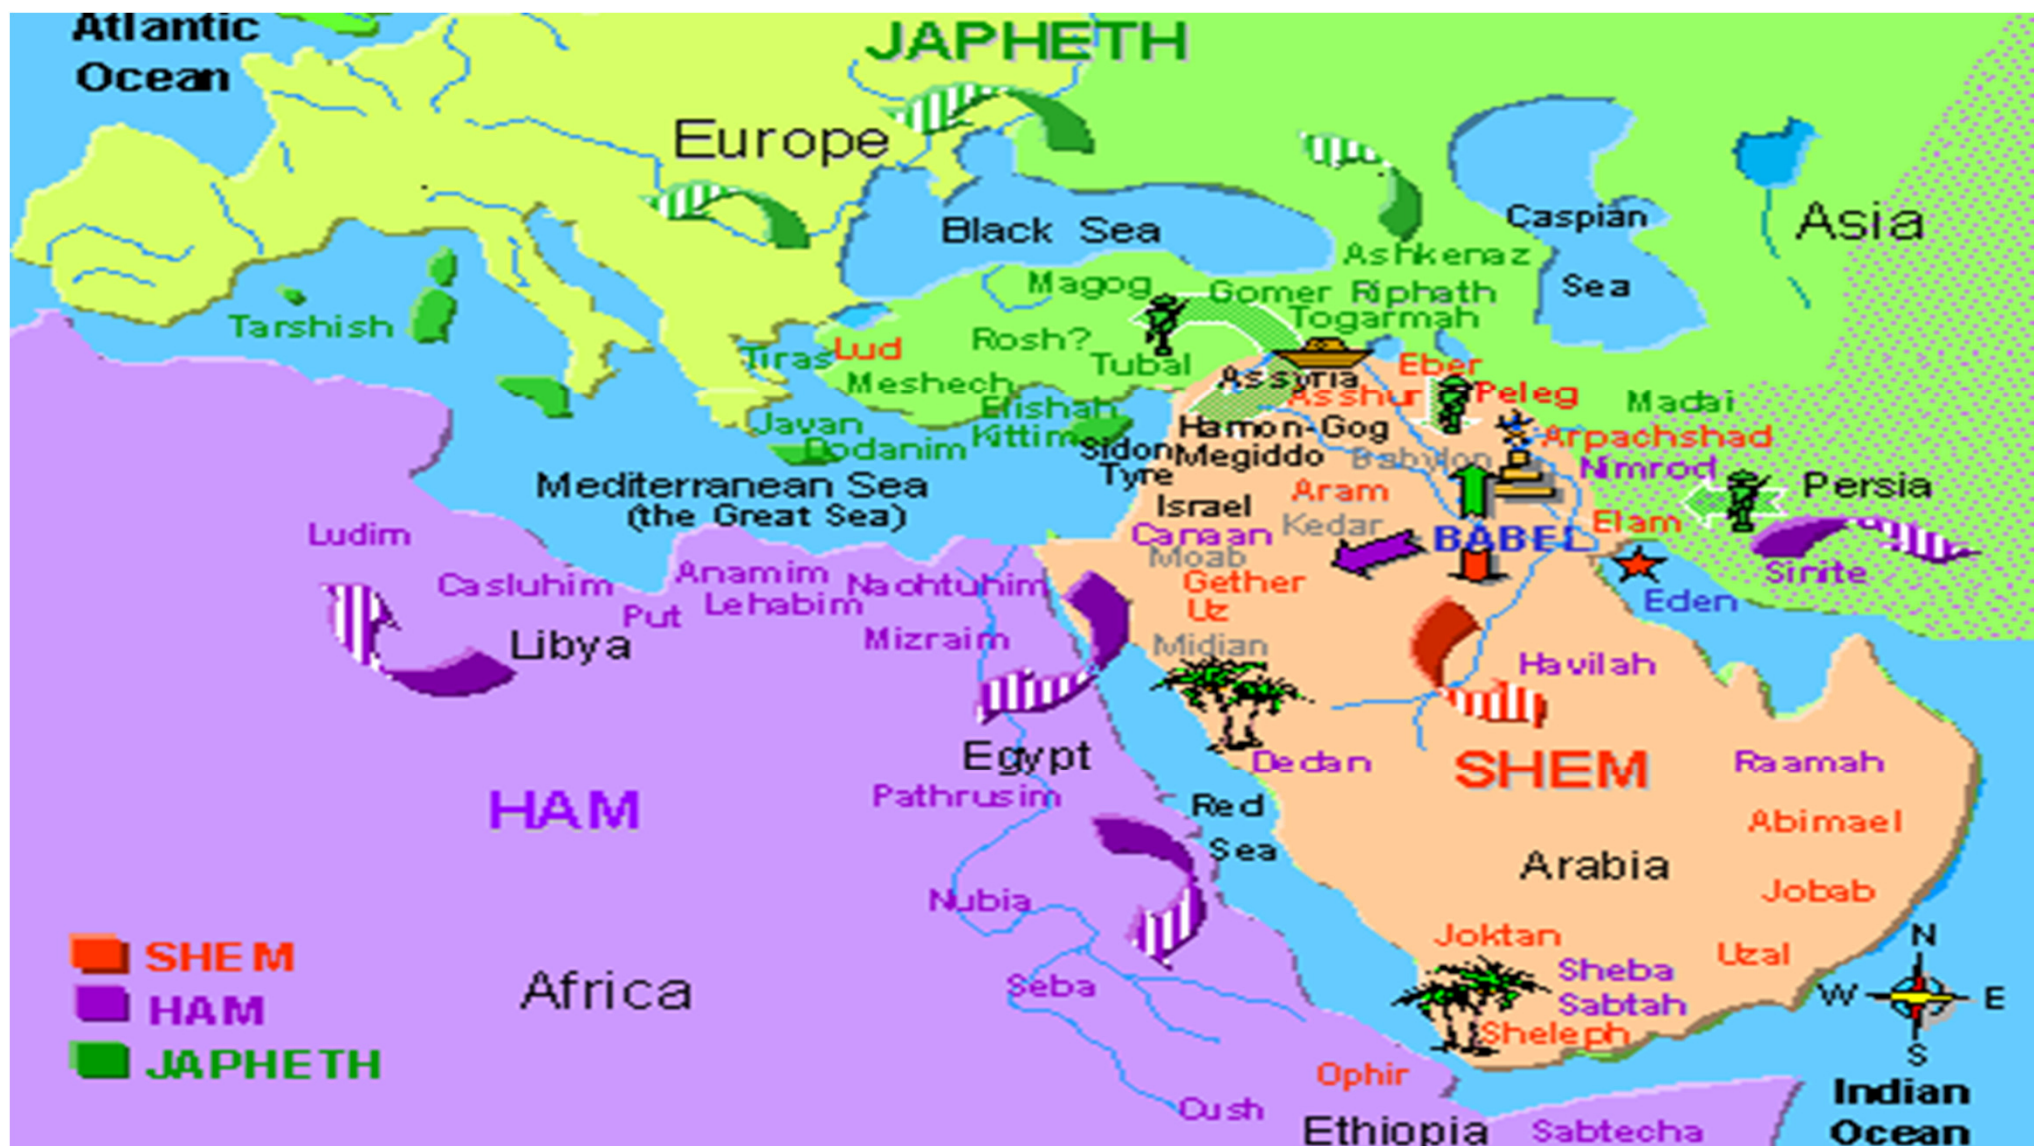 Atlantic
Ocean
JAPHETH
Europe
Black Sea
Caspian
Sea
Asia
Ashkenaz
Magog
Gomer
Riphath
Togarmah
Tarshish
Rosh?
Tiras
Lud
Tubal
Meshech
Assyria
Eber
Asshur
Peleg
Madai
Elishah
Javan
Kittim
Dodanim
Hamon-Gog
Arpachshad
Sidon
Megiddo
Babylon
Nimrod
Tyre
Mediterranean Sea
(the Great Sea)
Aram
Persia
Israel
Kedar
Elam
Ludim
Canaan
BABEL
Moab
Sinite
Casluhim
Anamim
Naohtuhim
Gether
Eden
Put
Lehabim
Uz
Libya
Mizraim
Midian
Havilah
Egypt
Dedan
SHEM
Raamah
Pathrusim
HAM
Red
Sea
Abimael
Arabia
Jobab
Nubia
Joktan
Uzal
N
SHEM
Africa
Seba
Sheba
W
E
HAM
Sabtah
Sheleph
S
JAPHETH
Ophir
Indian
Ocean
Cush
Ethiopia
Sabtecha